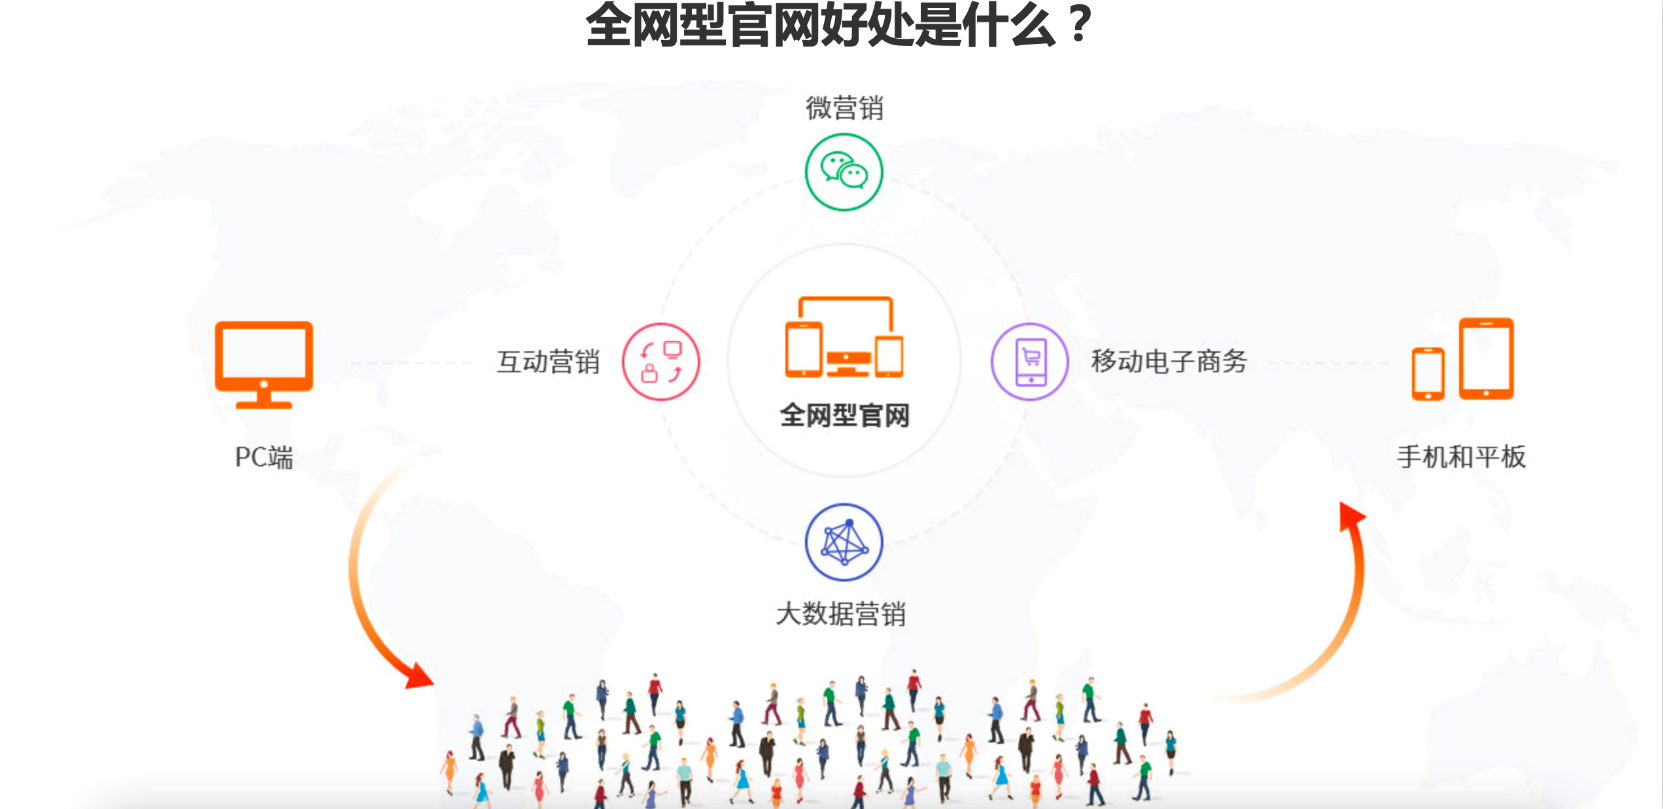 全网型官网好处是什么？
微营销
互动营销
移动电子商务
全网型官网
PC端
手机和平板
大数据营销